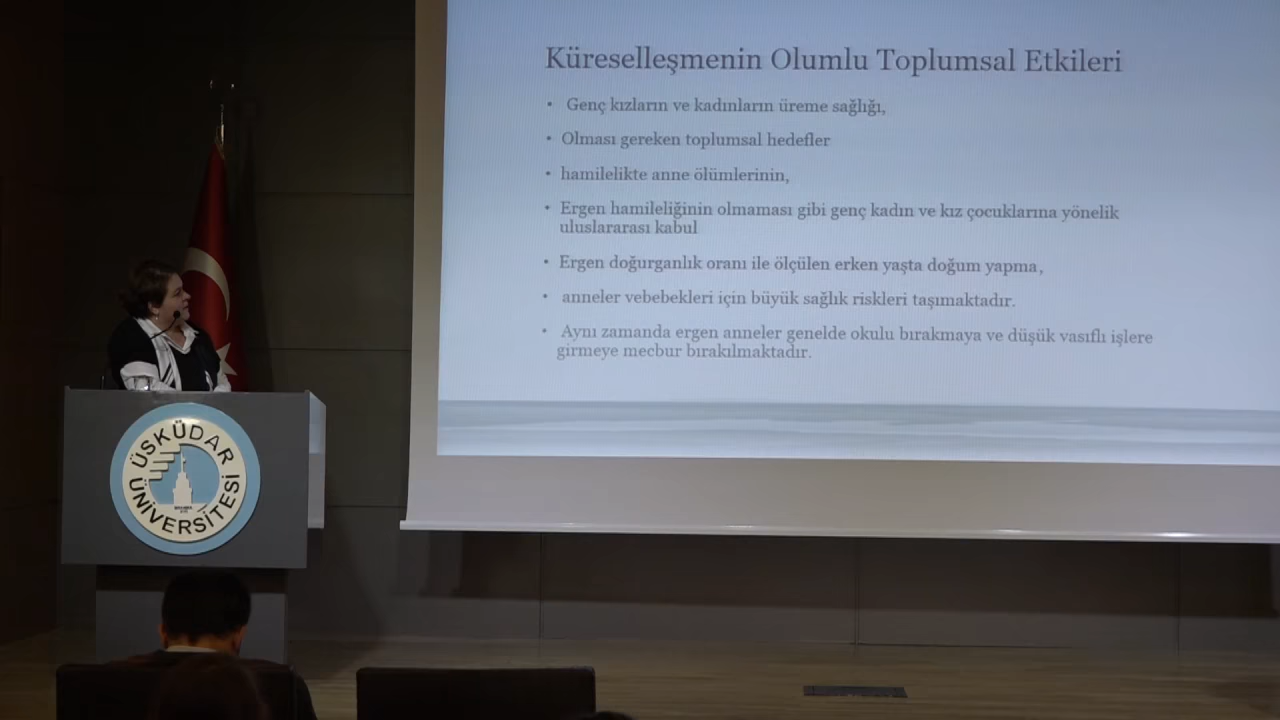 Küreselleşmenin Olumlu Toplumsal Etkileri
• Genç kızların ve kadınların üreme sağlığı,
• Olması gereken toplumsal hedefler
• hamilelikte anne ölümlerinin,
• Ergen hamileliğinin olmaması gibi genç kadın ve kız çocuklarına yönelik
uluslararası kabul
• Ergen doğurganlık oranı ile ölçülen erken yaşta doğum yapma,
• anneler vebebekleri için büyük sağlık riskleri taşımaktadır.
• Aynı zamanda ergen anneler genelde okulu bırakmaya ve düşük vasıflı işlere
girmeye mecbur bırakılmaktadır.
ÜSKÜDAR
ÜNİVERSİTESİ